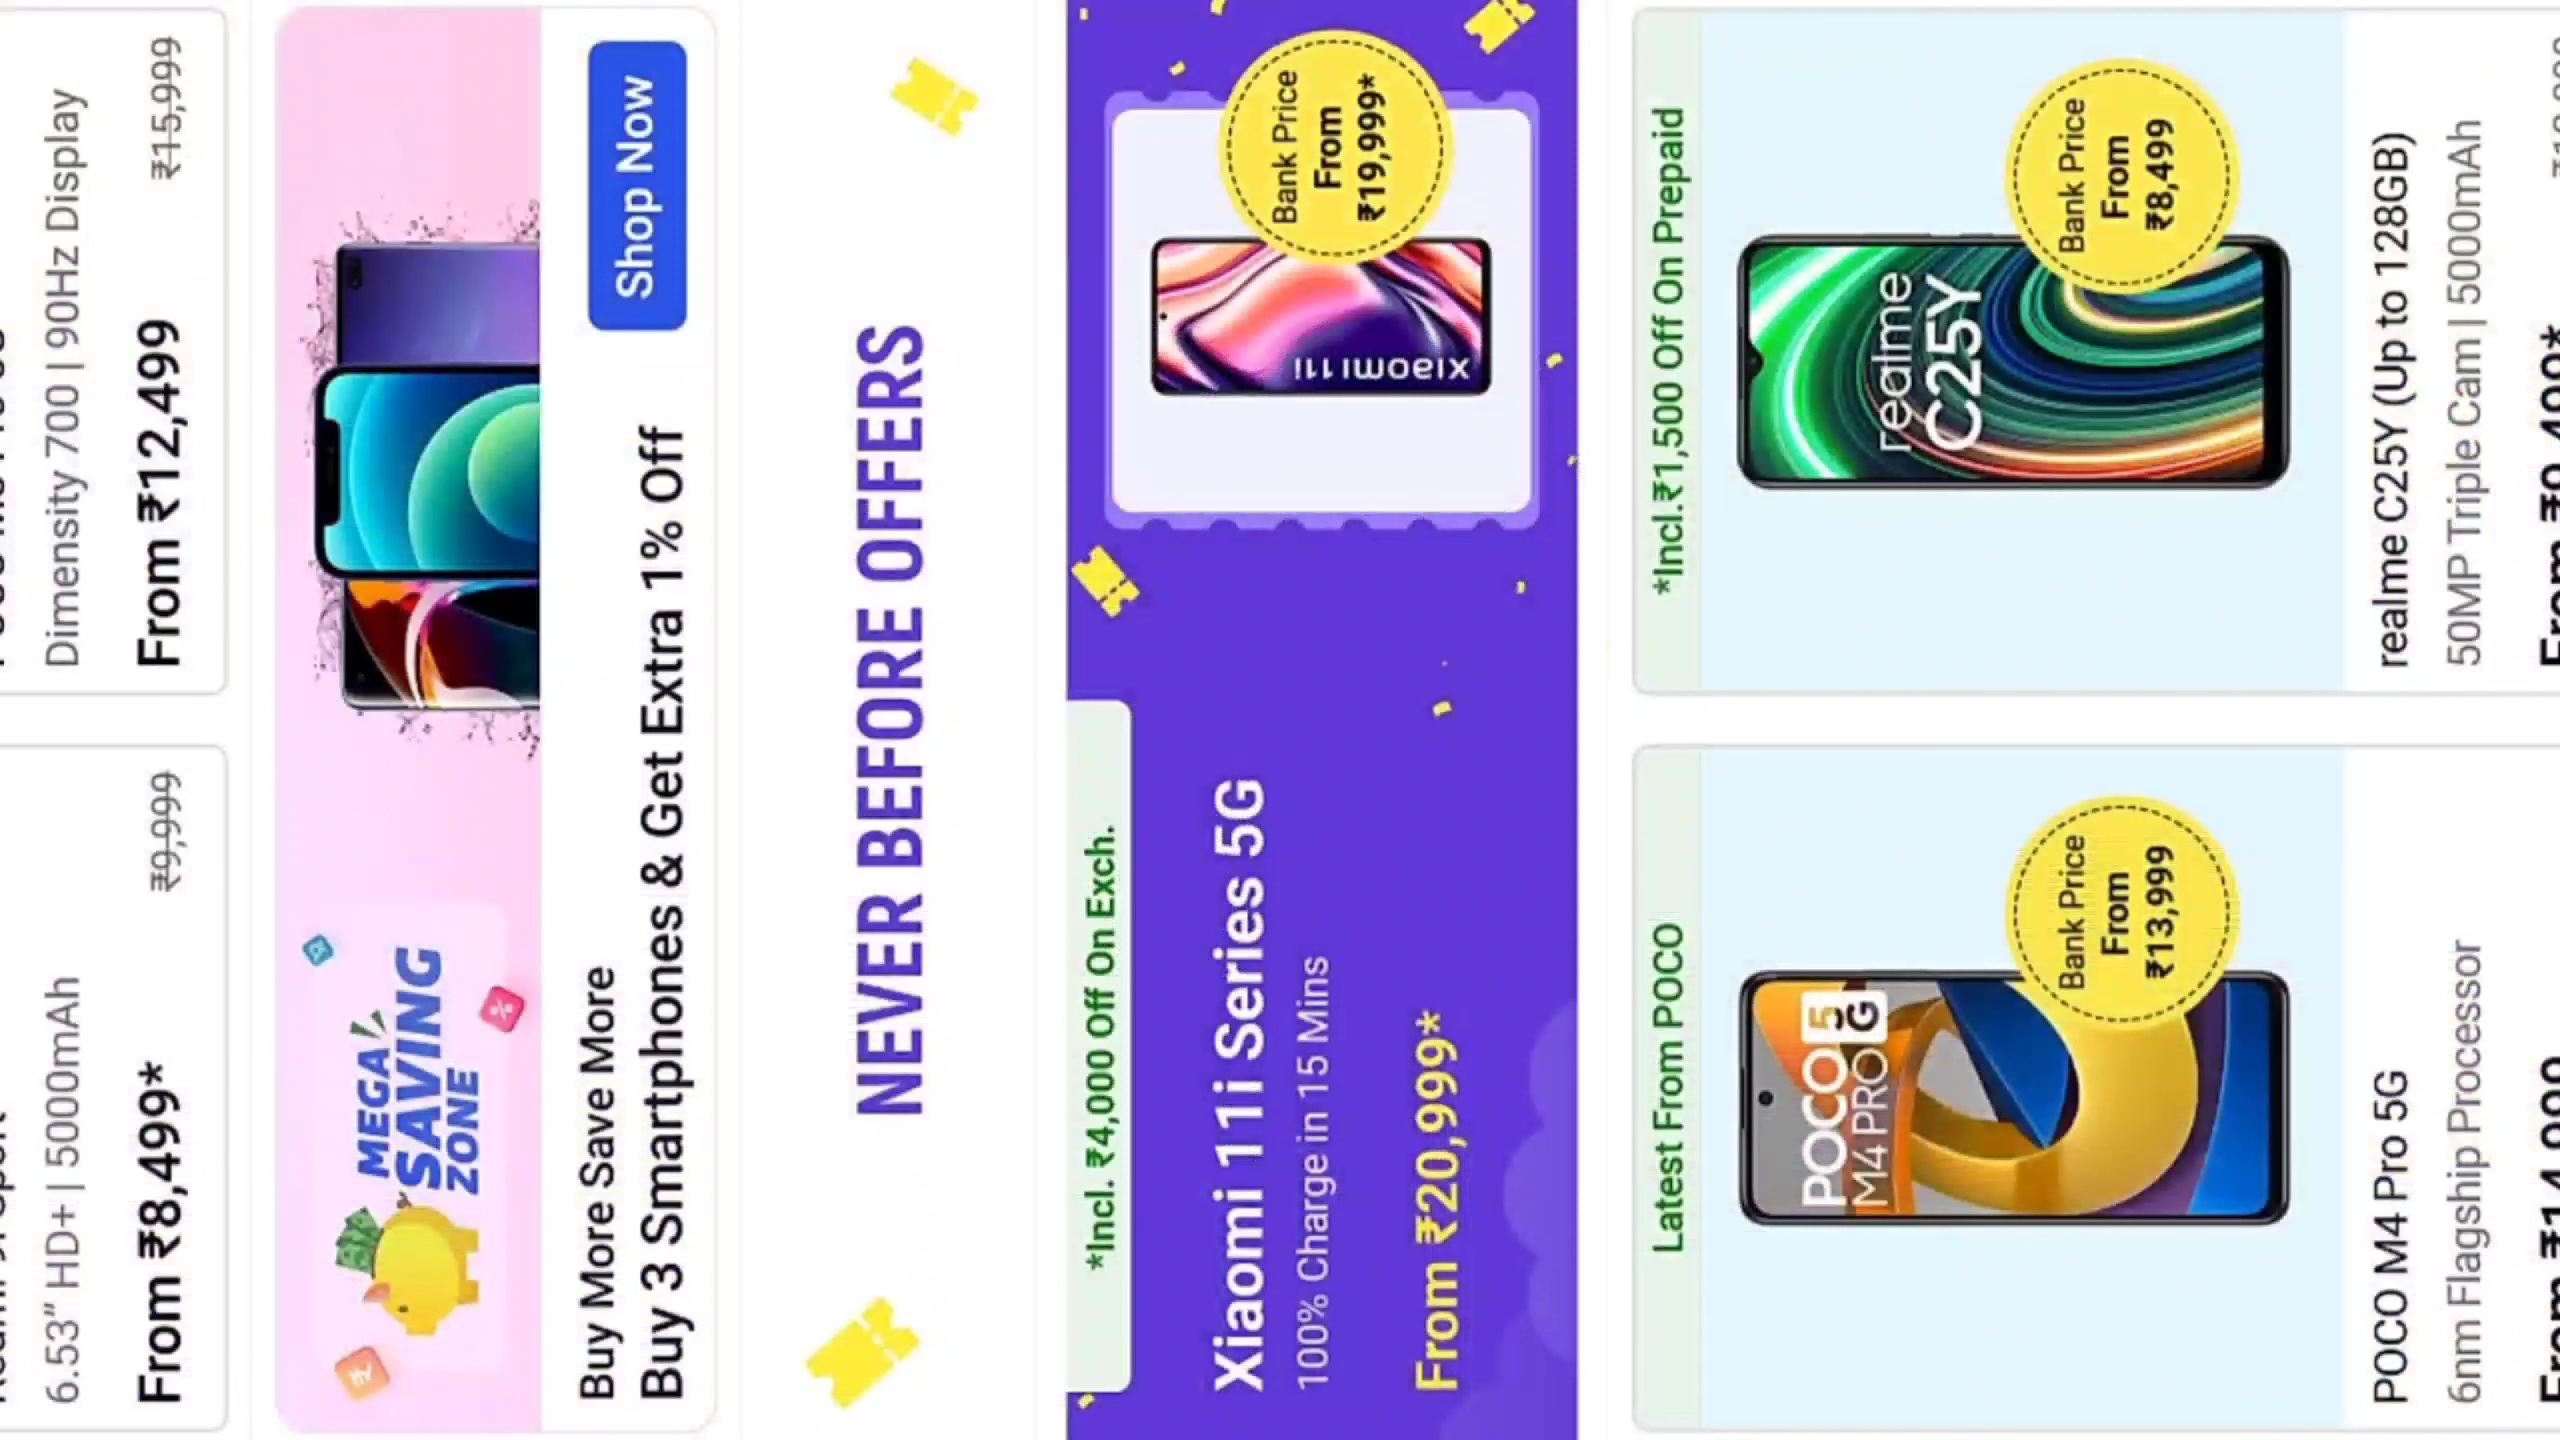 6.53" HD+ | 5000mAh
From ₹8,499*
₹9,999
Dimensity 700 | 90Hz Display
From ₹12,499
₹15,999
MEGA
SAVING
ZONE
Buy More Save More
Buy 3 Smartphones & Get Extra 1% Off
Shop Now
NEVER BEFORE OFFERS
*Incl. ₹4,000 Off On Exch.
Xiaomi 11i Series 5G
100% Charge in 15 Mins
From ₹20,999*
Bank Price
From
₹19,999*
xiaomi 11i
Latest From POCO
POCO 5G
M4 PRO
Bank Price
From
₹13,999
POCO M4 Pro 5G
6nm Flagship Processor
*Incl.₹1,500 Off On Prepaid
realme
C25Y
Bank Price
From
₹8,499
realme C25Y (Up to 128GB)
50MP Triple Cam | 5000mAh